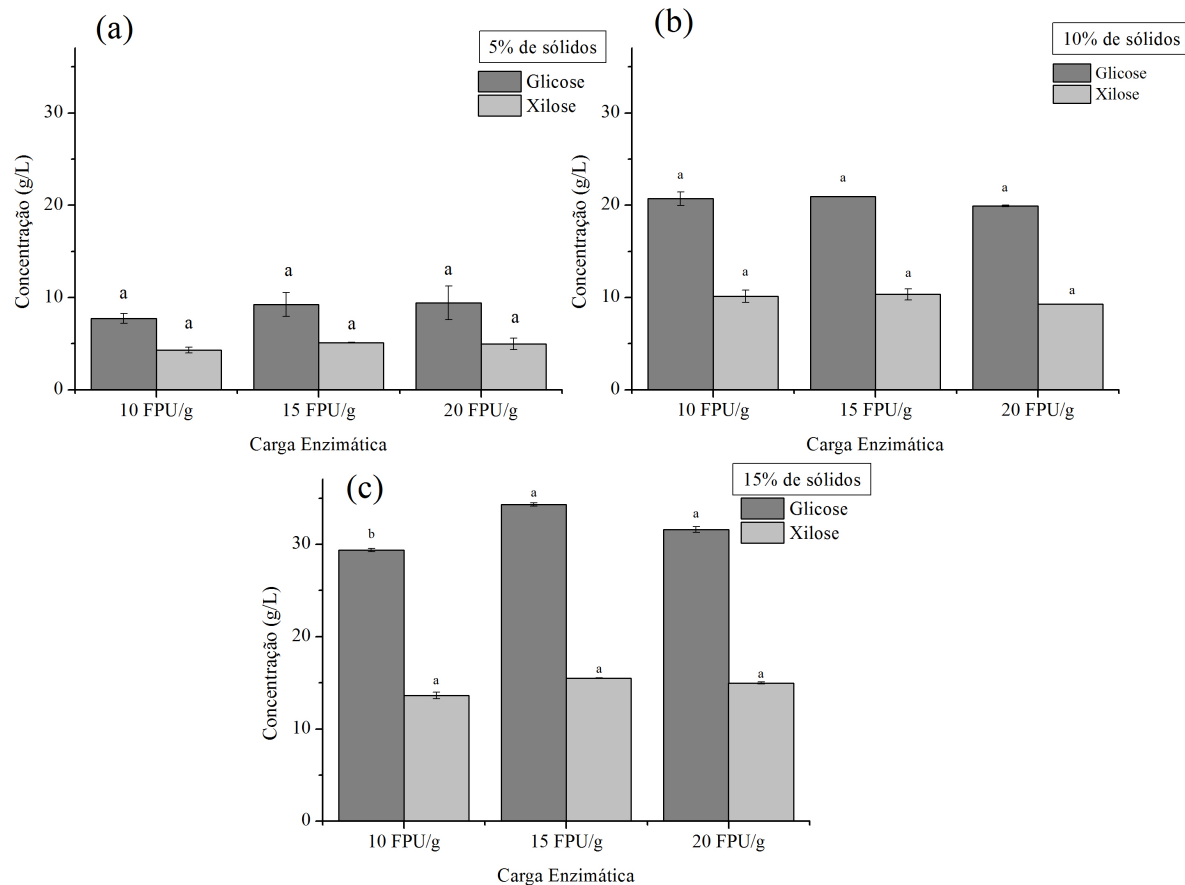 (a)
5% de sólidos
Glicose
Xilose
30
20
10
0
Concentração (g/L)
a
a
a
a
a
a
10 FPU/g
15 FPU/g
20 FPU/g
Carga Enzimática
(b)
10% de sólidos
Glicose
Xilose
30
20
10
0
Concentração (g/L)
a
a
a
a
a
a
10 FPU/g
15 FPU/g
20 FPU/g
Carga Enzimática
(c)
15% de sólidos
Glicose
Xilose
30
20
10
0
Concentração (g/L)
b
a
a
a
a
a
10 FPU/g
15 FPU/g
20 FPU/g
Carga Enzimática